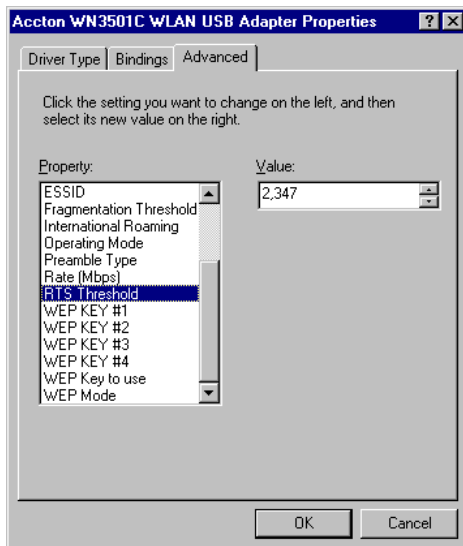 Accton WN3501C WLAN USB Adapter Properties
Driver Type Bindings Advanced
Click the setting you want to change on the left, and then
select its new value on the right.
Property:
ESSID
Fragmentation Threshold
International Roaming
Operating Mode
Preamble Type
Rate (Mbps)
RTS Threshold
WEP KEY #1
WEP KEY #2
WEP KEY #3
WEP KEY #4
WEP Key to use
WEP Mode
Value:
2,347
OK Cancel